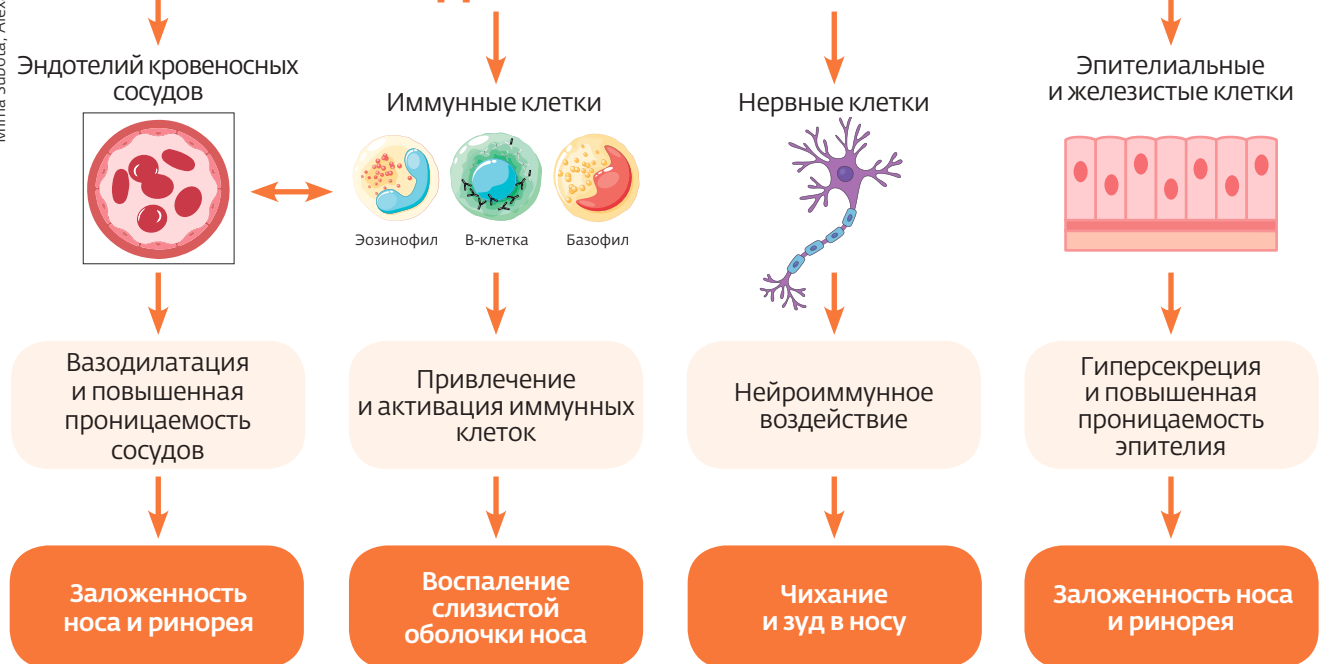 Эндотелий кровеносных
сосудов
Иммунные клетки
Нервные клетки
Эпителиальные
и железистые клетки
Эозинофил
В-клетка
Базофил
Вазодилатация
и повышенная
проницаемость
сосудов
Привлечение
и активация иммунных
клеток
Нейроиммунное
воздействие
Гиперсекреция
и повышенная
проницаемость
эпителия
Заложенность
носа и ринорея
Воспаление
слизистой
оболочки носа
Чихание
и зуд в носу
Заложенность носа
и ринорея